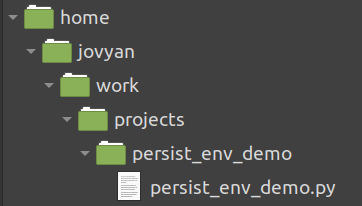 home
jovyan
work
projects
persist_env_demo
persist_env_demo.py